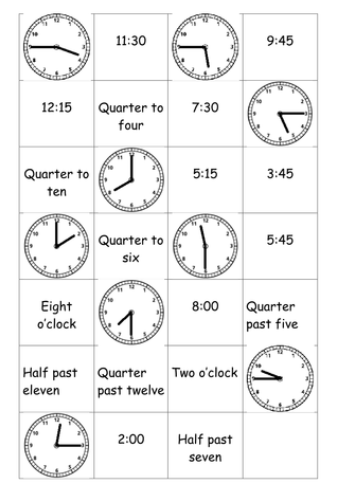 11:30
9:45
12:15
Quarter to
four
7:30
Quarter to
ten
5:15
3:45
Quarter to
six
5:45
Eight
o'clock
8:00
Quarter
past five
Half past
eleven
Quarter
past twelve
Two o'clock
2:00
Half past
seven